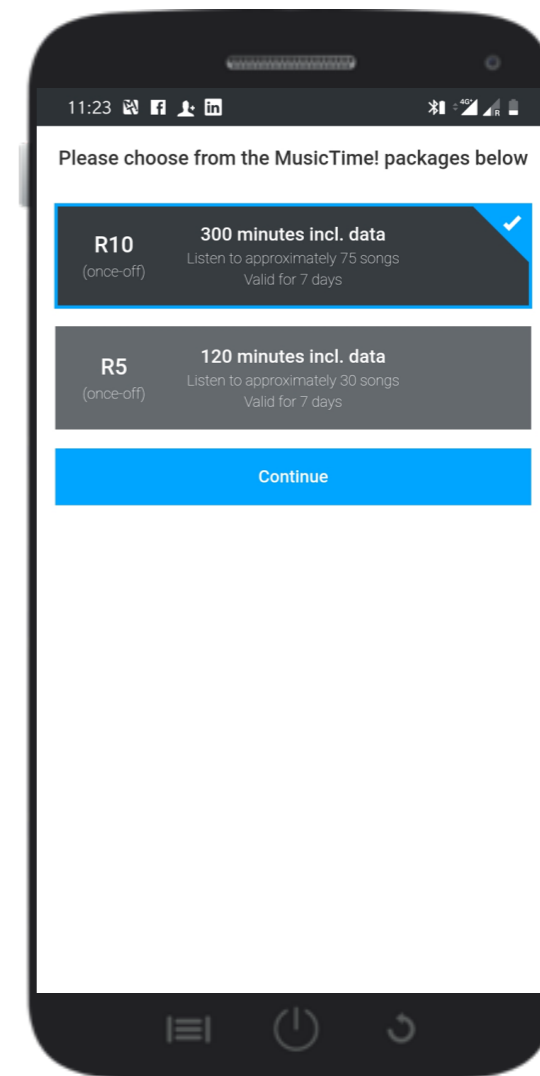 11:23
4G+
R
Please choose from the MusicTime! packages below
R10
(once-off)
300 minutes incl. data
Listen to approximately 75 songs
Valid for 7 days
R5
(once-off)
120 minutes incl. data
Listen to approximately 30 songs
Valid for 7 days
Continue